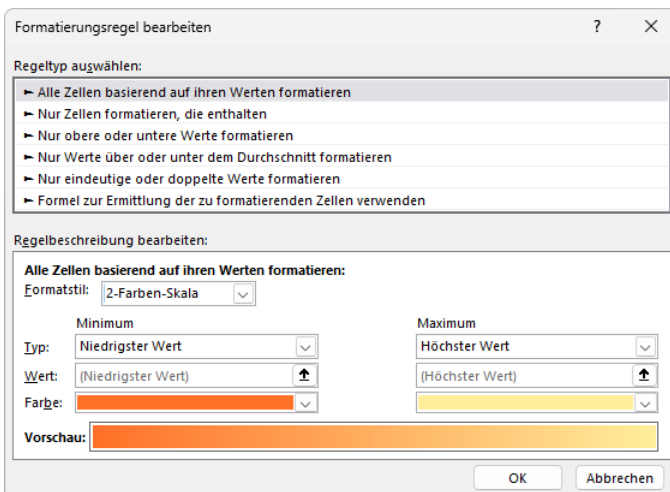 Formatierungsregel bearbeiten ? ✕
Regeltyp auswählen:
► Alle Zellen basierend auf ihren Werten formatieren
► Nur Zellen formatieren, die enthalten
► Nur obere oder untere Werte formatieren
► Nur Werte über oder unter dem Durchschnitt formatieren
► Nur eindeutige oder doppelte Werte formatieren
► Formel zur Ermittlung der zu formatierenden Zellen verwenden
Regelbeschreibung bearbeiten:
Alle Zellen basierend auf ihren Werten formatieren:
Formatstil: 2-Farben-Skala
Minimum Maximum
Typ: Niedrigster Wert Höchster Wert
Wert: (Niedrigster Wert) (Höchster Wert)
Farbe:
Vorschau:
OK Abbrechen